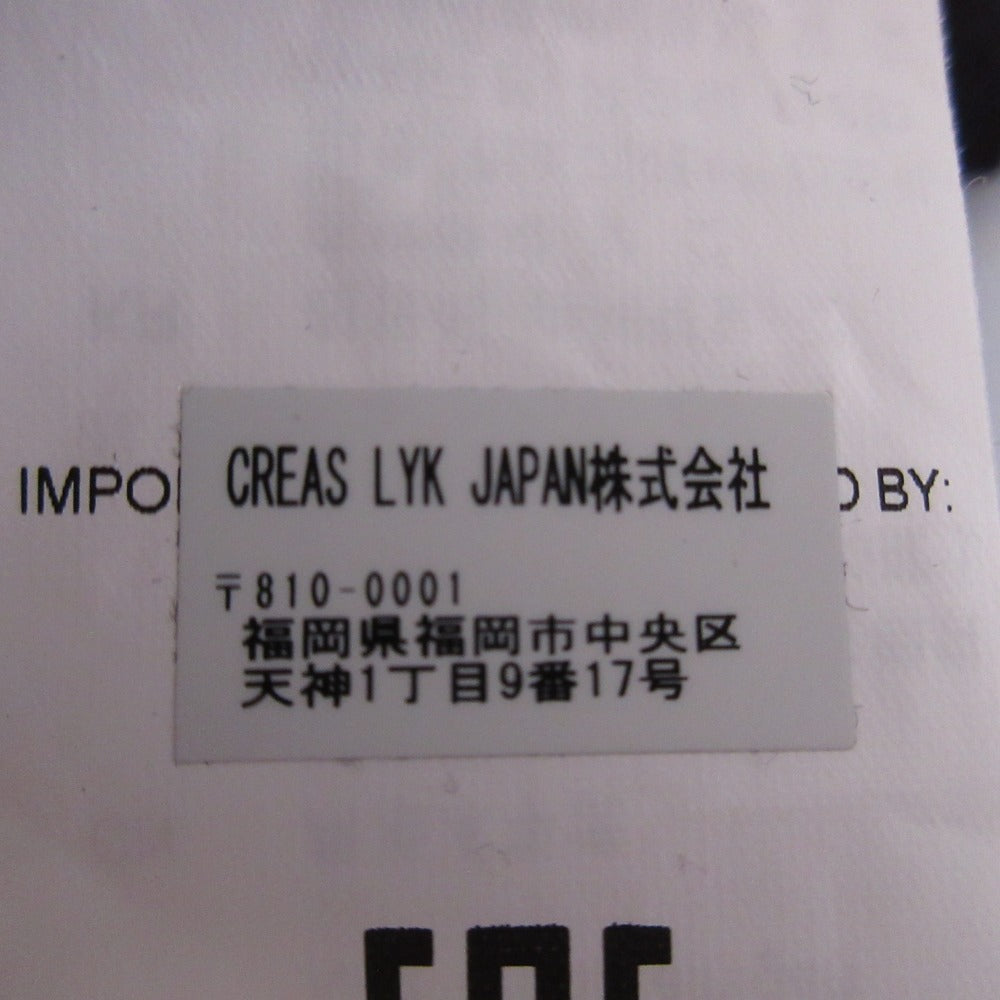 CREAS LYK JAPAN株式会社
BY:
〒810-0001
福岡県福岡市中央区
天神1丁目9番17号